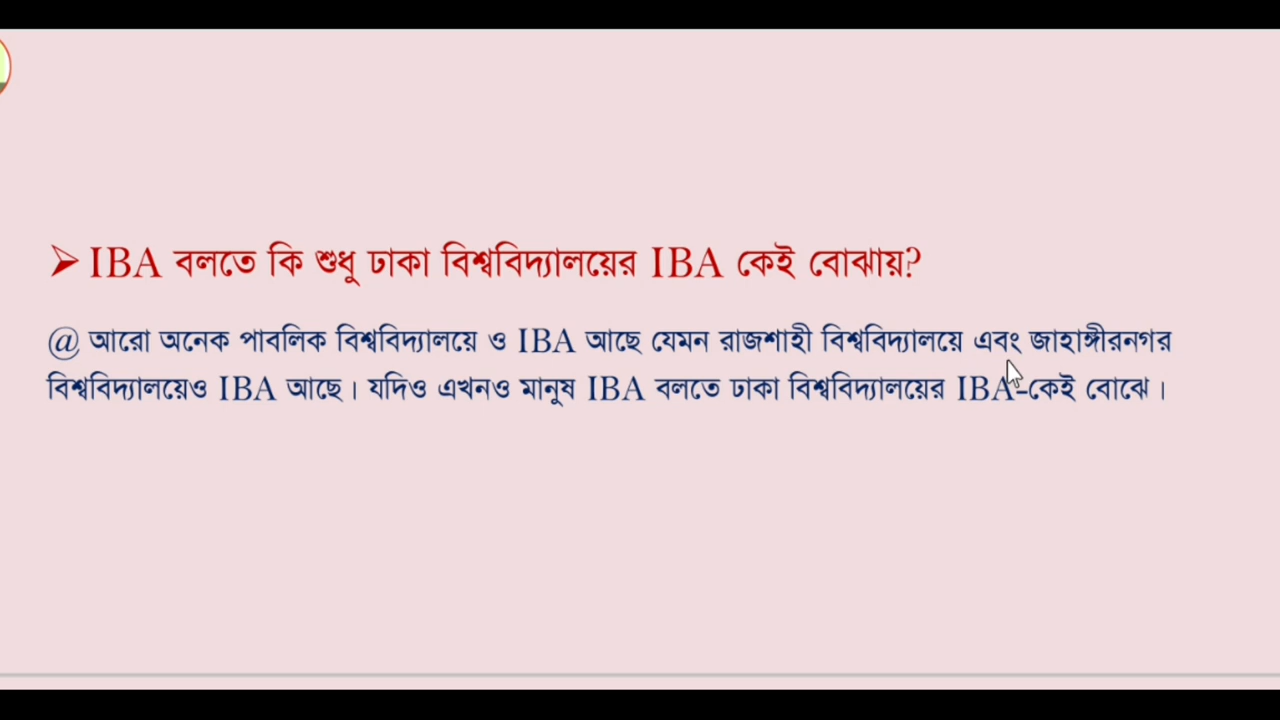 ➢ IBA বলতে কি শুধু ঢাকা বিশ্ববিদ্যালয়ের IBA কেই বোঝায়?
@ আরো অনেক পাবলিক বিশ্ববিদ্যালয়ে ও IBA আছে যেমন রাজশাহী বিশ্ববিদ্যালয়ে এবং জাহাঙ্গীরনগর
বিশ্ববিদ্যালয়েও IBA আছে। যদিও এখনও মানুষ IBA বলতে ঢাকা বিশ্ববিদ্যালয়ের IBA-কেই বোঝে।